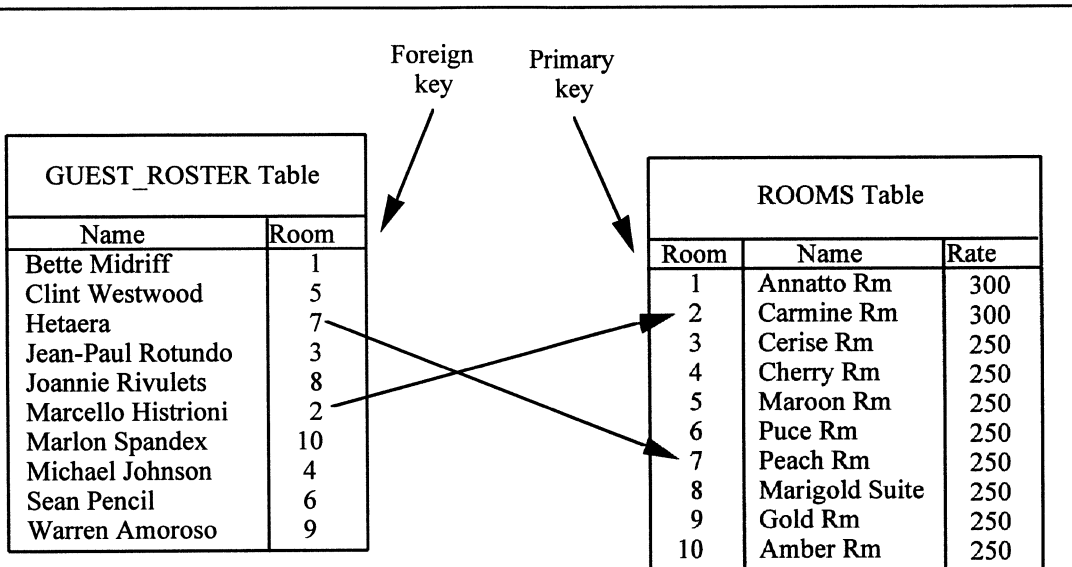 Foreign
key
Primary
key
GUEST_ROSTER Table
Name Room
Bette Midriff 1
Clint Westwood 5
Hetaera 7
Jean-Paul Rotundo 3
Joannie Rivulets 8
Marcello Histrioni 2
Marlon Spandex 10
Michael Johnson 4
Sean Pencil 6
Warren Amoroso 9
ROOMS Table
Room Name Rate
1 Annatto Rm 300
2 Carmine Rm 300
3 Cerise Rm 250
4 Cherry Rm 250
5 Maroon Rm 250
6 Puce Rm 250
7 Peach Rm 250
8 Marigold Suite 250
9 Gold Rm 250
10 Amber Rm 250